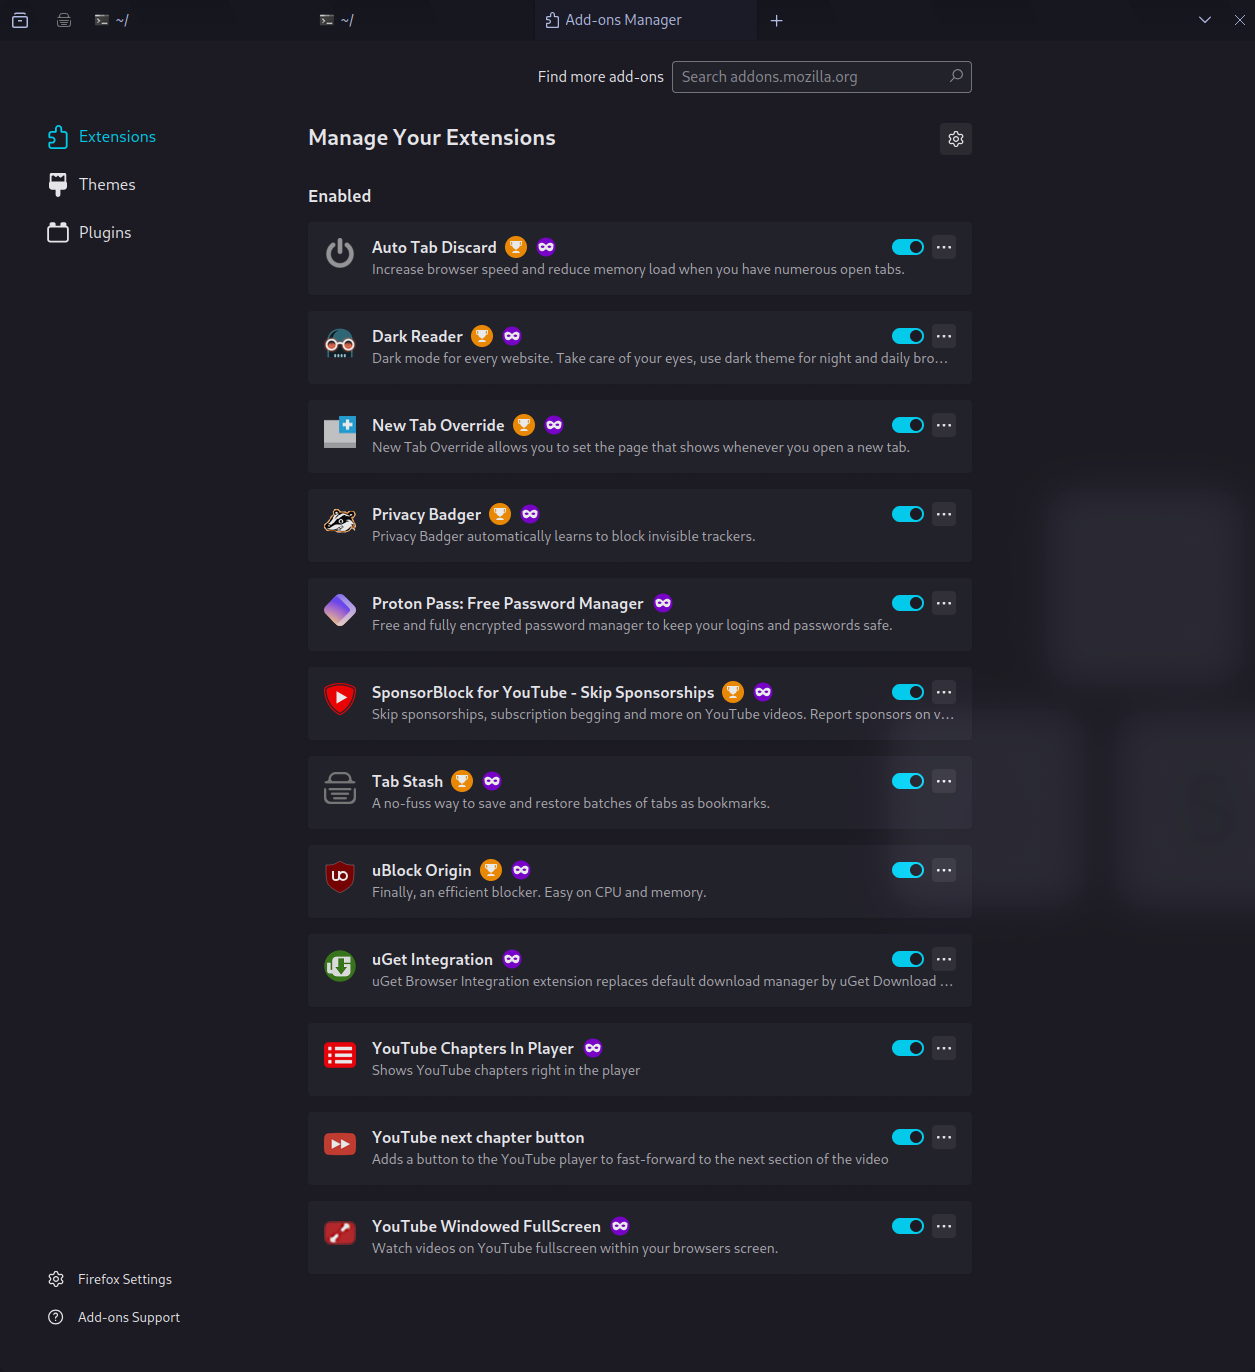 ~/
~/
Add-ons Manager
Find more add-ons
Search addons.mozilla.org
Extensions
Themes
Plugins
Manage Your Extensions
Enabled
Auto Tab Discard
Increase browser speed and reduce memory load when you have numerous open tabs.
Dark Reader
Dark mode for every website. Take care of your eyes, use dark theme for night and daily bro…
New Tab Override
New Tab Override allows you to set the page that shows whenever you open a new tab.
Privacy Badger
Privacy Badger automatically learns to block invisible trackers.
Proton Pass: Free Password Manager
Free and fully encrypted password manager to keep your logins and passwords safe.
SponsorBlock for YouTube - Skip Sponsorships
Skip sponsorships, subscription begging and more on YouTube videos. Report sponsors on v…
Tab Stash
A no-fuss way to save and restore batches of tabs as bookmarks.
uBlock Origin
Finally, an efficient blocker. Easy on CPU and memory.
uGet Integration
uGet Browser Integration extension replaces default download manager by uGet Download …
YouTube Chapters In Player
Shows YouTube chapters right in the player
YouTube next chapter button
Adds a button to the YouTube player to fast-forward to the next section of the video
YouTube Windowed FullScreen
Watch videos on YouTube fullscreen within your browsers screen.
Firefox Settings
Add-ons Support